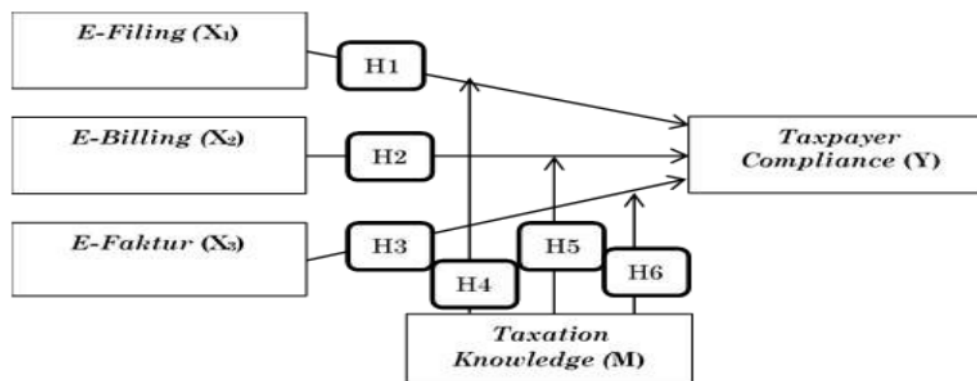 E-Filing (X₁)
H1
E-Billing (X₂)
H2
Taxpayer
Compliance (Y)
E-Faktur (X₃)
H3
H4
H5
H6
Taxation
Knowledge (M)